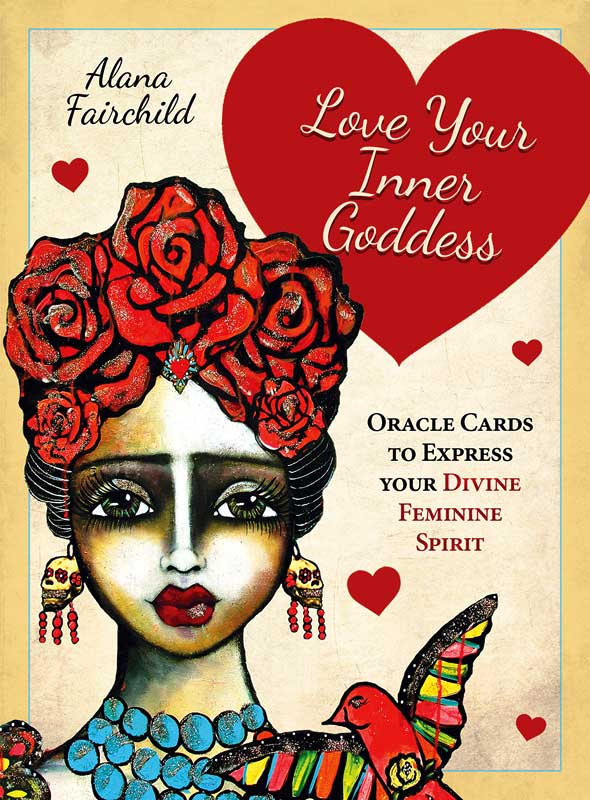 Alana
Fairchild
Love Your
Inner
Goddess
Oracle Cards
to Express
your Divine
Feminine
Spirit